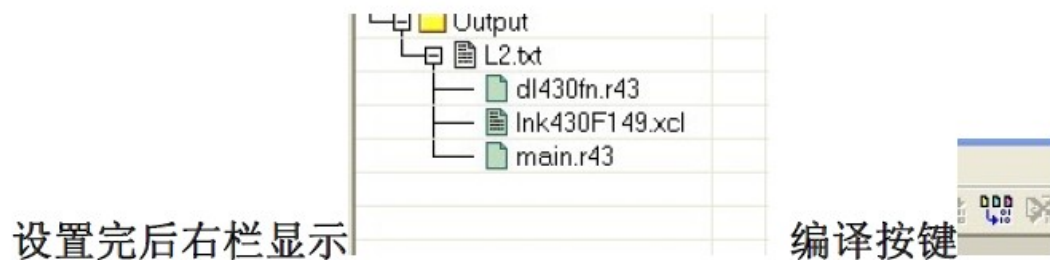 Output
L2.txt
dl430fn.r43
lnk430F149.xcl
main.r43
设置完后右栏显示 编译按键